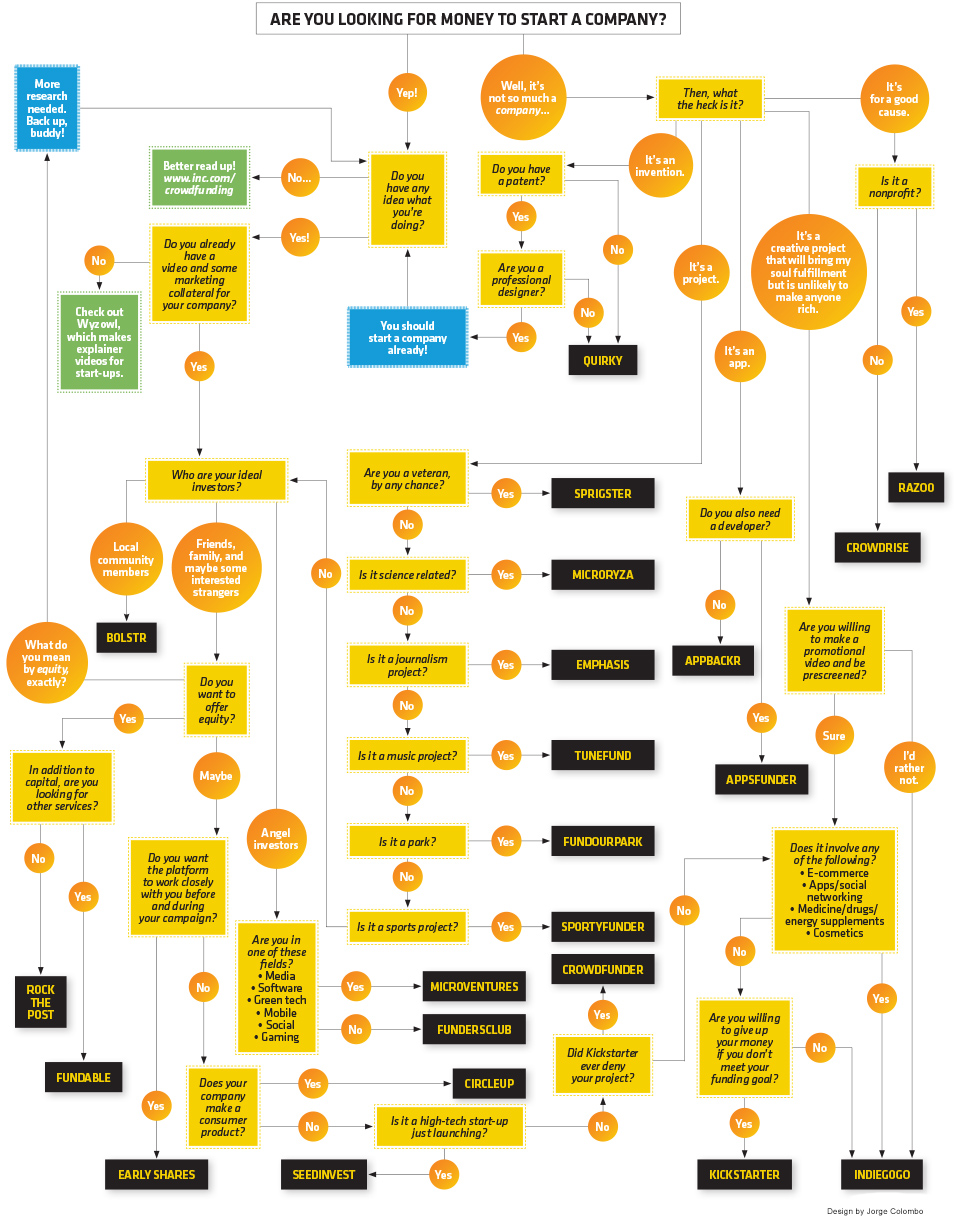 ARE YOU LOOKING FOR MONEY TO START A COMPANY?
More
research
needed.
Back up,
buddy!
Yep!
Well, it's
not so much a
company...
Then, what
the heck is it?
It's
for a good
cause.
Better read up!
www.inc.com/
crowdfunding
No...
Do you
have any
idea what
you're
doing?
Do you have
a patent?
It's an
invention.
Is it a
nonprofit?
Yes
No
Do you already
have a
video and some
marketing
collateral for
your company?
Yes!
No
Are you a
professional
designer?
It's a
project.
It's a
creative project
that will bring my
soul fulfillment
but is unlikely to
make anyone
rich.
Check out
Wyzowl,
which makes
explainer
videos for
start-ups.
You should
start a company
already!
Yes
No
QUIRKY
It's an
app.
Yes
No
Yes
Who are your ideal
investors?
Are you a veteran,
by any chance?
Yes
SPRIGSTER
RAZOO
Do you also need
a developer?
CROWDRISE
Local
community
members
Friends,
family, and
maybe some
interested
strangers
No
No
Is it science related?
Yes
MICRORYZA
No
No
BOLSTR
What do
you mean
by equity,
exactly?
Is it a journalism
project?
Yes
EMPHASIS
APPBACKR
Are you willing
to make a
promotional
video and be
prescreened?
Do you
want to
offer
equity?
Yes
No
Yes
Sure
I'd
rather
not.
Maybe
Is it a music project?
Yes
TUNEFUND
APPSFUNDER
In addition to
capital, are you
looking for
other services?
No
Angel
investors
Is it a park?
Yes
FUNDOURPARK
Does it involve any
of the following?
• E-commerce
• Apps/social
networking
• Medicine/drugs/
energy supplements
• Cosmetics
No
Yes
Do you want
the platform
to work closely
with you before
and during
your campaign?
No
Is it a sports project?
Yes
SPORTYFUNDER
No
No
Are you in
one of these
fields?
• Media
• Software
• Green tech
• Mobile
• Social
• Gaming
CROWDFUNDER
ROCK
THE
POST
No
Yes
MICROVENTURES
No
FUNDERSCLUB
Yes
Yes
Are you willing
to give up
your money
if you don't
meet your
funding goal?
No
FUNDABLE
Does your
company
make a
consumer
product?
Yes
CIRCLEUP
Did Kickstarter
ever deny
your project?
Yes
No
Is it a high-tech start-up
just launching?
No
Yes
EARLY SHARES
SEEDINVEST
Yes
KICKSTARTER
INDIEGOGO
Design by Jorge Colombo